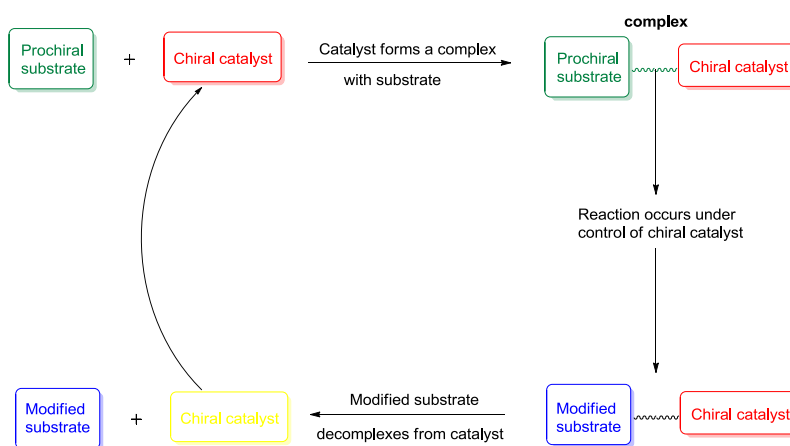 complex
Prochiral
substrate
+
Chiral catalyst
Catalyst forms a complex
with substrate
Prochiral
substrate
Chiral catalyst
Reaction occurs under
control of chiral catalyst
Modified
substrate
+
Chiral catalyst
Modified substrate
decomplexes from catalyst
Modified
substrate
Chiral catalyst